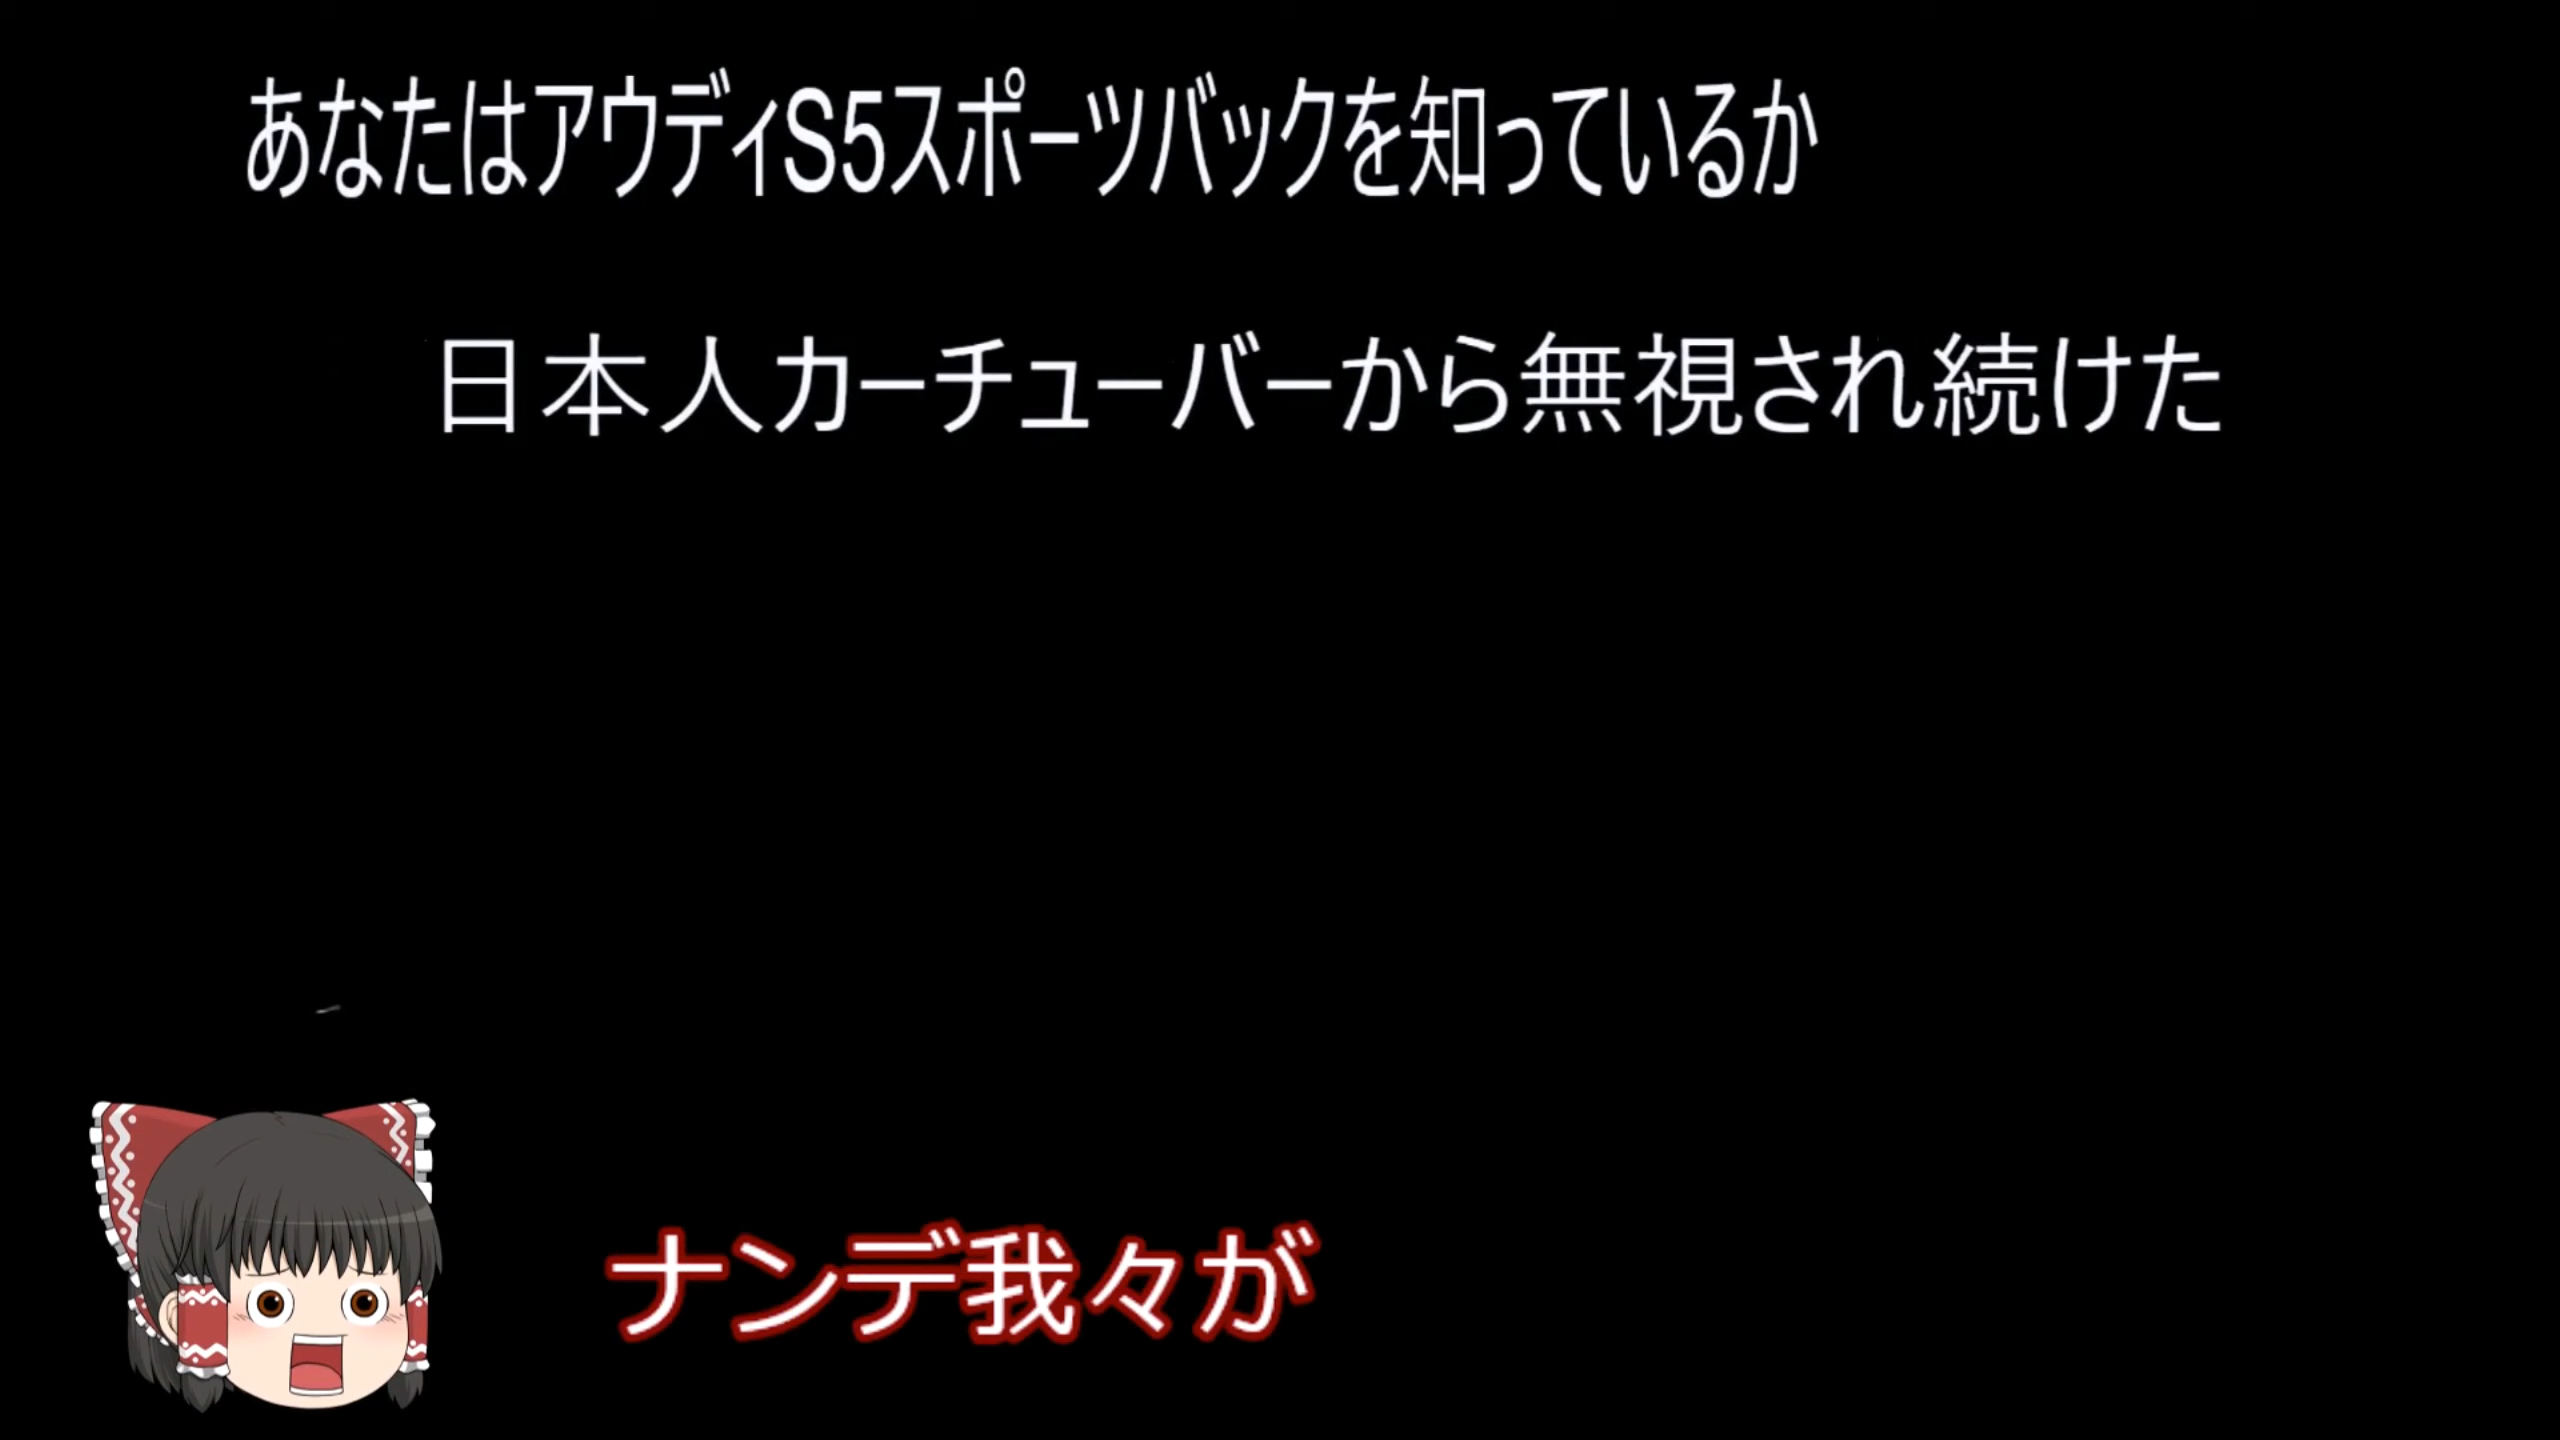 あなたはアウディS5スポーツバックを知っているか
日本人カーチューバーから無視され続けた
ナンデ我々が